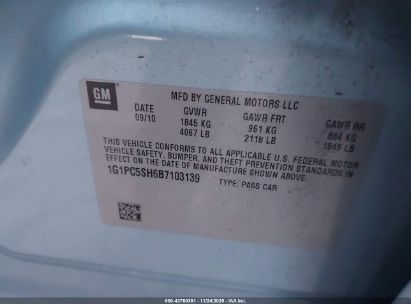 GM
MFD BY GENERAL MOTORS LLC
DATE GVWR GAWR FRT GAWR RR
09/10 1845 KG 961 KG 884 KG
4067 LB 2118 LB 1949 LB
THIS VEHICLE CONFORMS TO ALL APPLICABLE U.S. FEDERAL MOTOR
VEHICLE SAFETY, BUMPER, AND THEFT PREVENTION STANDARDS IN
EFFECT ON THE DATE OF MANUFACTURE SHOWN ABOVE.
1G1PC5SH6B7103139
TYPE: PASS CAR